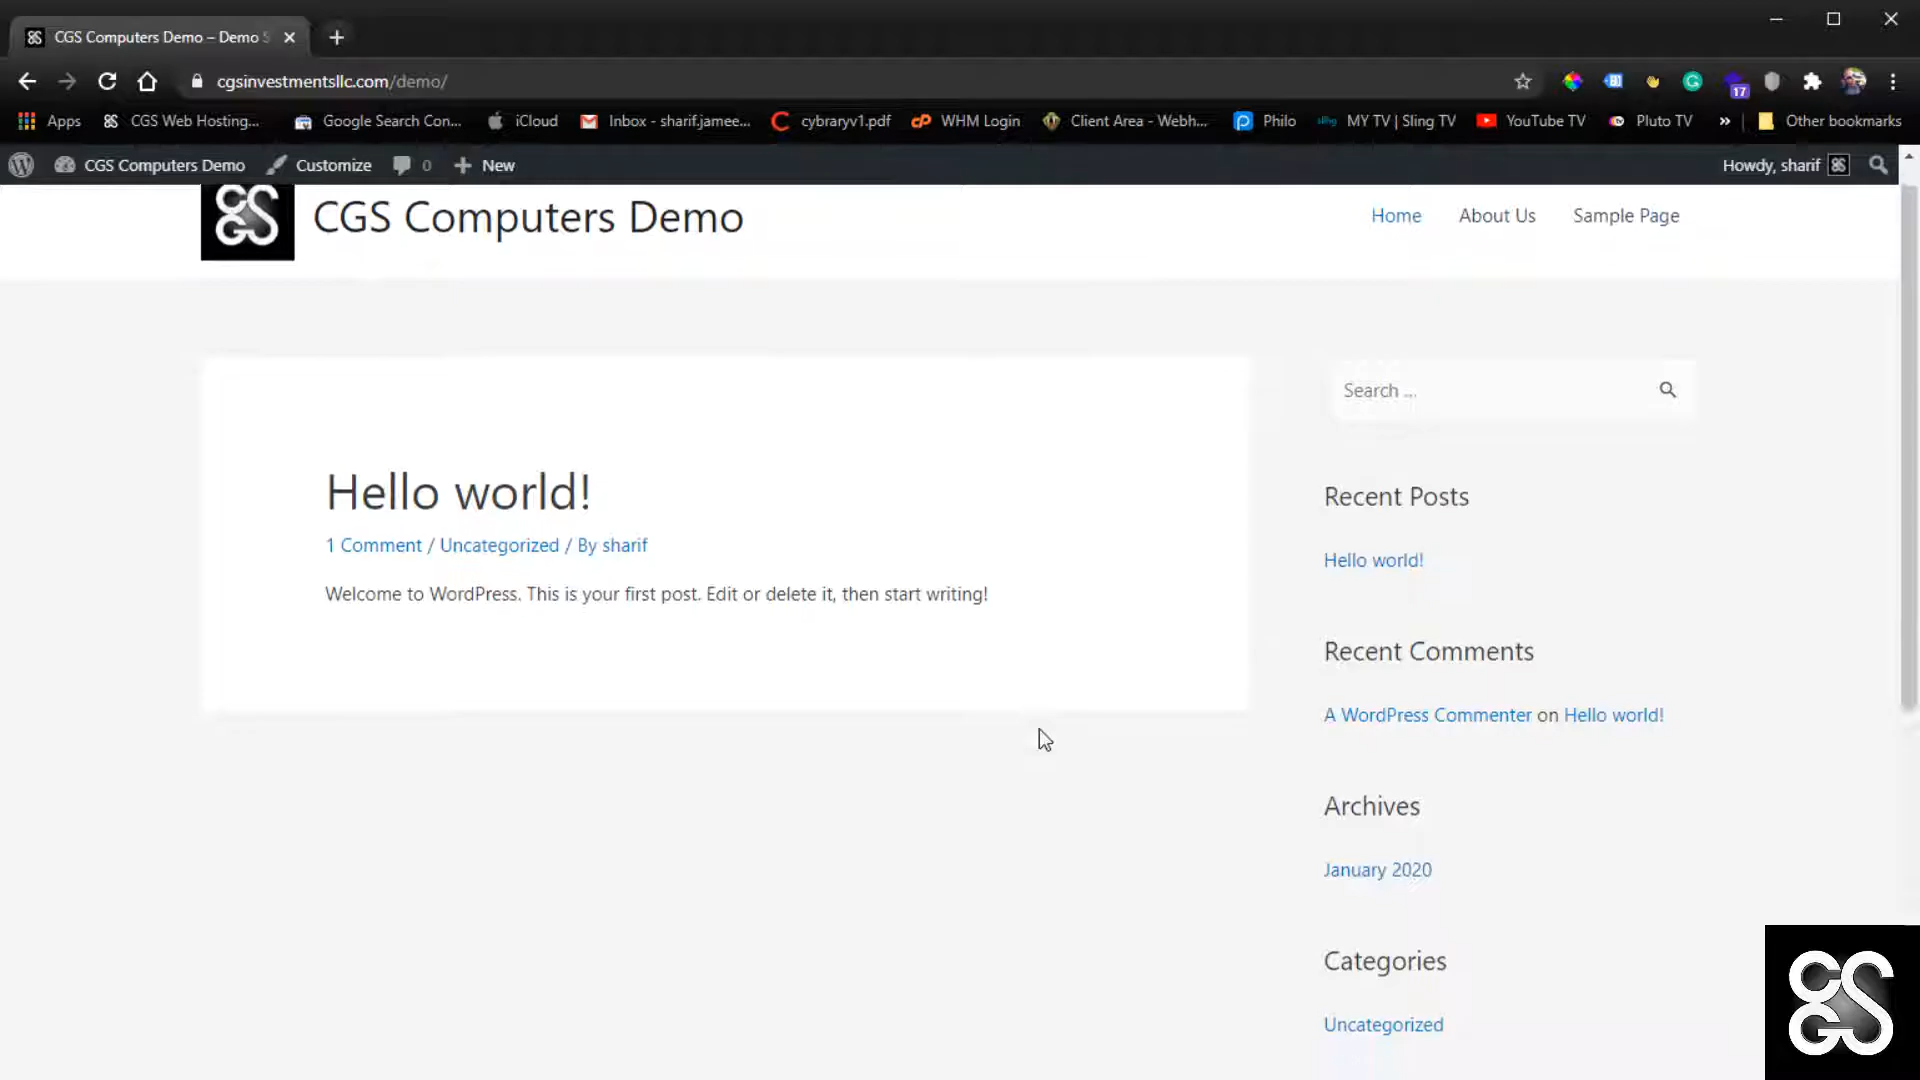 CGS Computers Demo – Demo S
cgsinvestmentsllc.com/demo/
17
Apps
CGS Web Hosting...
Google Search Con...
iCloud
Inbox - sharif.jamee...
cybraryv1.pdf
WHM Login
Client Area - Webh...
Philo
MY TV | Sling TV
YouTube TV
Pluto TV
»
Other bookmarks
CGS Computers Demo
Customize
0
New
Howdy, sharif
CGS Computers Demo
Home
About Us
Sample Page
Search ...
Hello world!
1 Comment / Uncategorized / By sharif
Welcome to WordPress. This is your first post. Edit or delete it, then start writing!
Recent Posts
Hello world!
Recent Comments
A WordPress Commenter on Hello world!
Archives
January 2020
Categories
Uncategorized